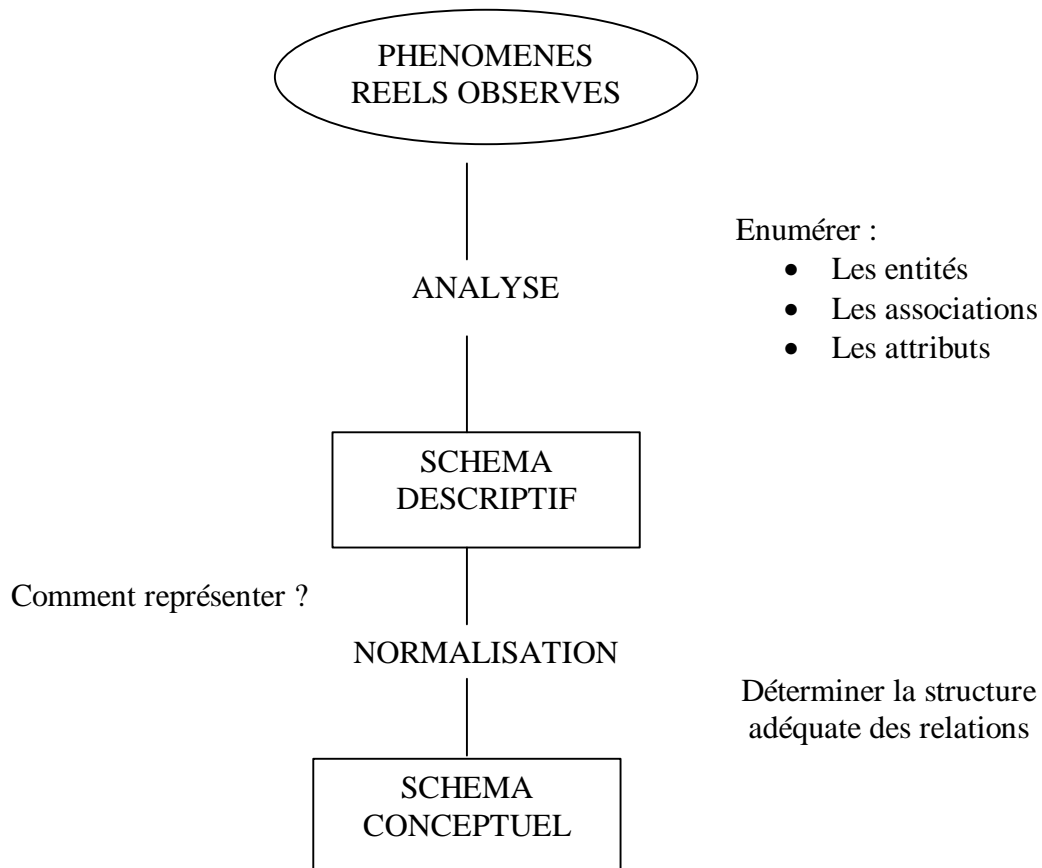 PHENOMENES
REELS OBSERVES
Enumérer :
• Les entités
ANALYSE
• Les associations
• Les attributs
SCHEMA
DESCRIPTIF
Comment représenter ?
NORMALISATION
Déterminer la structure
adéquate des relations
SCHEMA
CONCEPTUEL